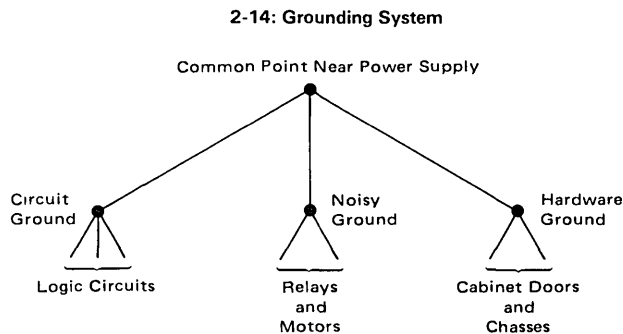 2-14: Grounding System
Common Point Near Power Supply
Circuit
Ground
Noisy
Ground
Hardware
Ground
Logic Circuits
Relays
and
Motors
Cabinet Doors
and
Chasses